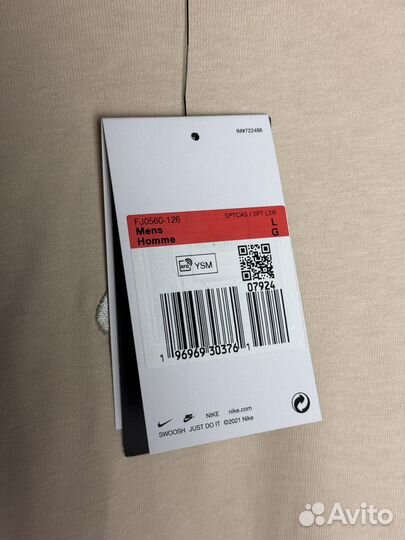 IM#722486
FJ0560-126 SPTCAS / SPT LSR
Mens L
Homme G
RFID YSM
07924
1 96969 30376 1
NIKE nike.com
SWOOSH JUST DO IT ©2021 Nike
Avito